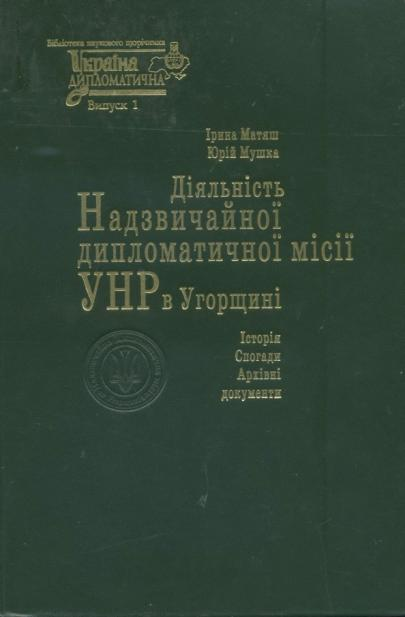 Бібліотека наукового щорічника
Україна
дипломатична
Випуск 1
Ірина Матяш
Юрій Мушка
Діяльність
Надзвичайної
дипломатичної місії
УНР в Угорщині
Історія
Спогади
Архівні
документи